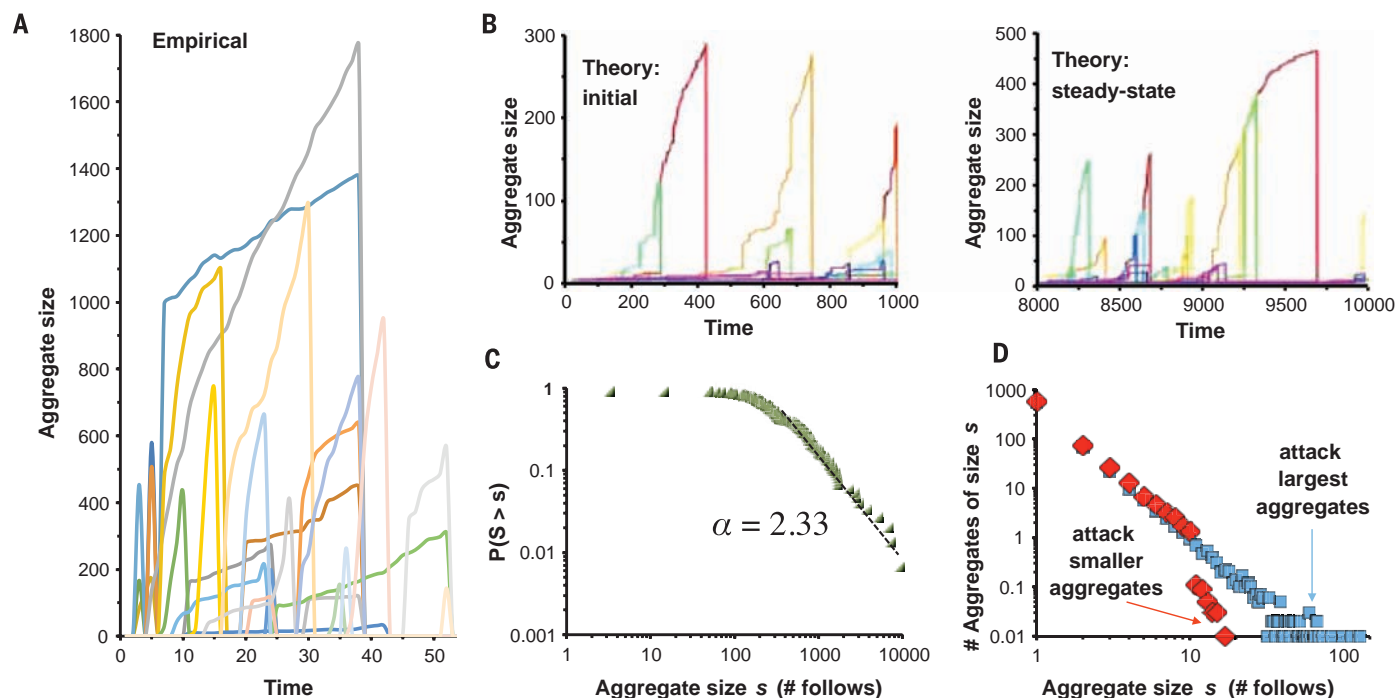 A
Empirical
Aggregate size
1800
1600
1400
1200
1000
800
600
400
200
0
0
10
20
30
40
50
Time
B
Theory:
initial
Aggregate size
300
200
100
0
0
200
400
600
800
1000
Time
Theory:
steady-state
Aggregate size
500
400
300
200
100
0
8000
8500
9000
9500
10000
Time
C
P(S > s)
1
0.1
0.01
0.001
α = 2.33
1
10
100
1000
10000
Aggregate size s (# follows)
D
# Aggregates of size s
1000
100
10
1
0.1
0.01
attack
largest
aggregates
attack
smaller
aggregates
1
10
100
Aggregate size s (# follows)